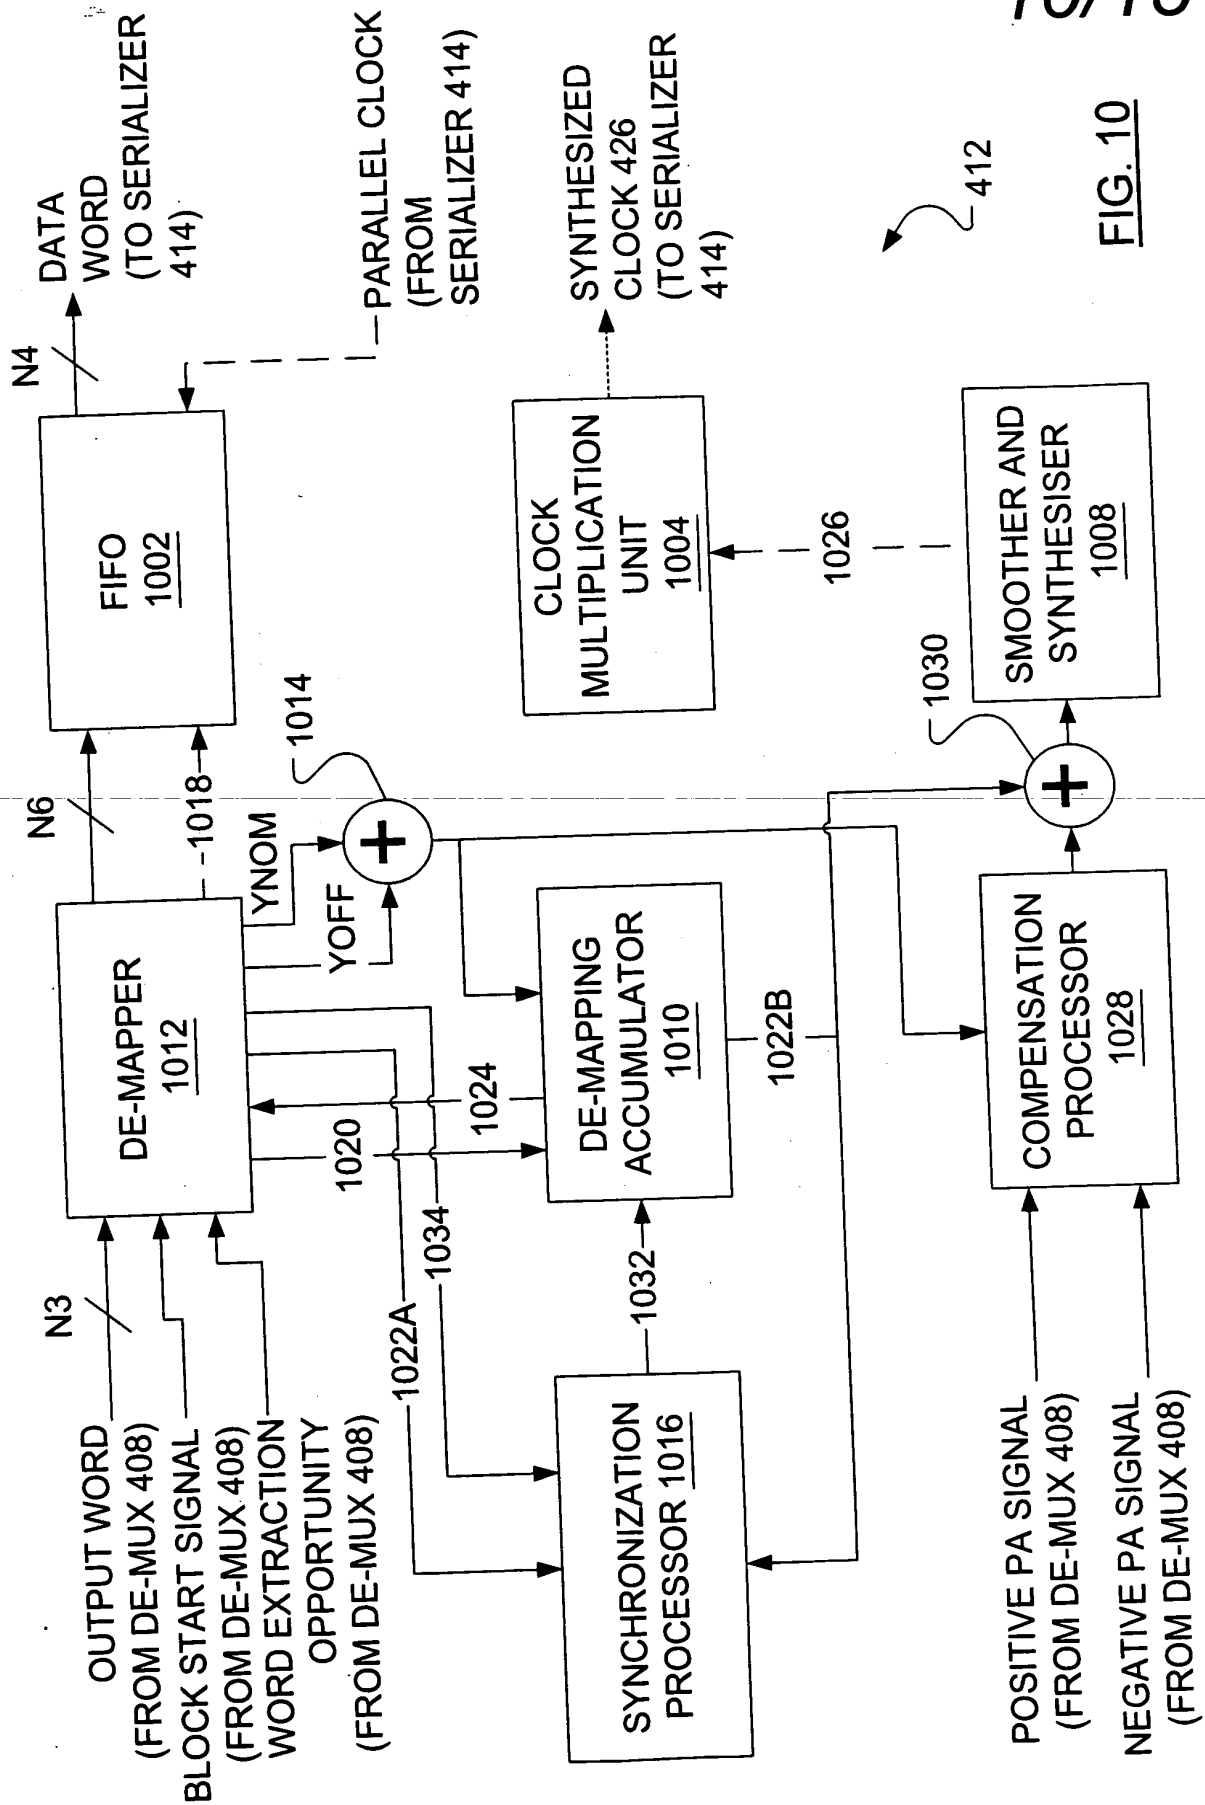 10/10
DATA
WORD
(TO SERIALIZER
414)
PARALLEL CLOCK
(FROM
SERIALIZER 414)
SYNTHESIZED
CLOCK 426
(TO SERIALIZER
414)
412
FIG. 10
N4
FIFO
1002
CLOCK
MULTIPLICATION
UNIT
1004
1026
SMOOTHER AND
SYNTHESISER
1008
N6
1018
1014
1030
YNOM
YOFF
DE-MAPPER
1012
1020
1024
1034
1022A
DE-MAPPING
ACCUMULATOR
1010
1022B
1032
COMPENSATION
PROCESSOR
1028
N3
OUTPUT WORD
(FROM DE-MUX 408)
BLOCK START SIGNAL
(FROM DE-MUX 408)
WORD EXTRACTION
OPPORTUNITY
(FROM DE-MUX 408)
SYNCHRONIZATION
PROCESSOR 1016
POSITIVE PA SIGNAL
(FROM DE-MUX 408)
NEGATIVE PA SIGNAL
(FROM DE-MUX 408)